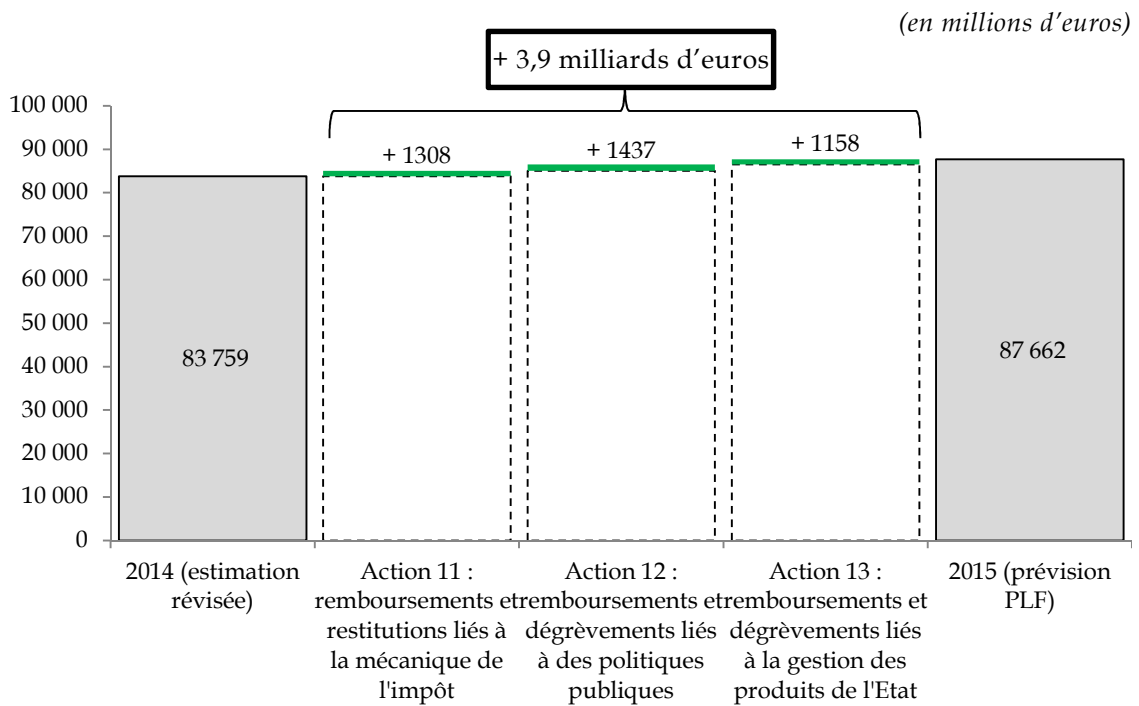 (en millions d’euros)
+ 3,9 milliards d’euros
100 000
90 000
80 000
70 000
60 000
50 000
40 000
30 000
20 000
10 000
0
+ 1308
+ 1437
+ 1158
83 759
87 662
2014 (estimation
révisée)
Action 11 :
remboursements et
restitutions liés à
la mécanique de
l'impôt
Action 12 :
remboursements et
dégrèvements liés
à des politiques
publiques
Action 13 :
remboursements et
dégrèvements liés
à la gestion des
produits de l'Etat
2015 (prévision
PLF)